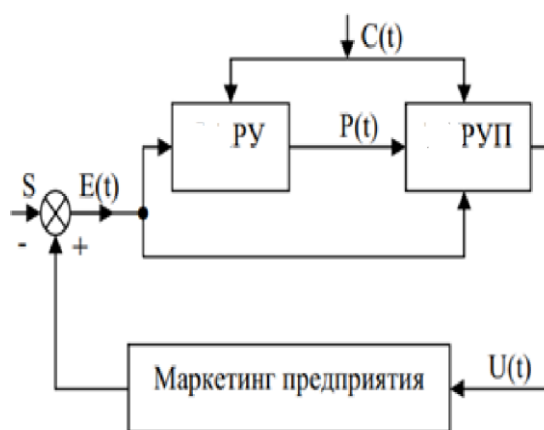 C(t)
РУ
P(t)
РУП
S
E(t)
-
+
Маркетинг предприятия
U(t)